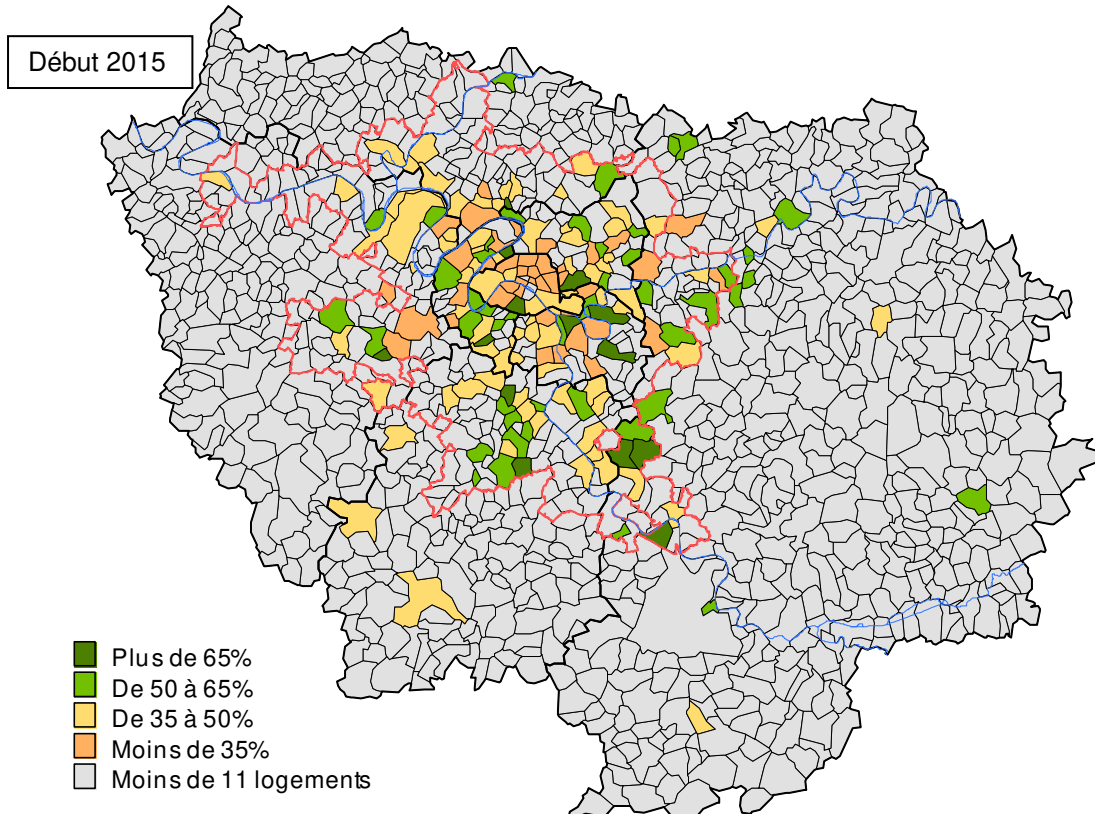 Début 2015
Plus de 65%
De 50 à 65%
De 35 à 50%
Moins de 35%
Moins de 11 logements